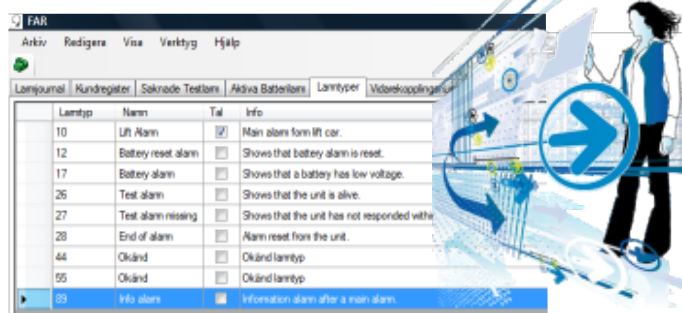 FAR
Arkiv Redigera Visa Verktyg Hjälp
Larmjournal Kundregister Saknade Testlarm Aktiva Batterilarm Larmtyper
Larmtyp Namn Tal Info
10 Lift Alarm Main alarm form lift car.
12 Battery reset alarm Shows that battery alarm is reset.
17 Battery alarm Shows that a battery has low voltage.
26 Test alarm Shows that the unit is alive.
27 Test alarm missing Shows that the unit has not responded within
28 End of alarm Alarm reset from the unit.
44 Okänd Okänd larmtyp
55 Okänd Okänd larmtyp
89 Info alarm Information alarm after a main alarm.